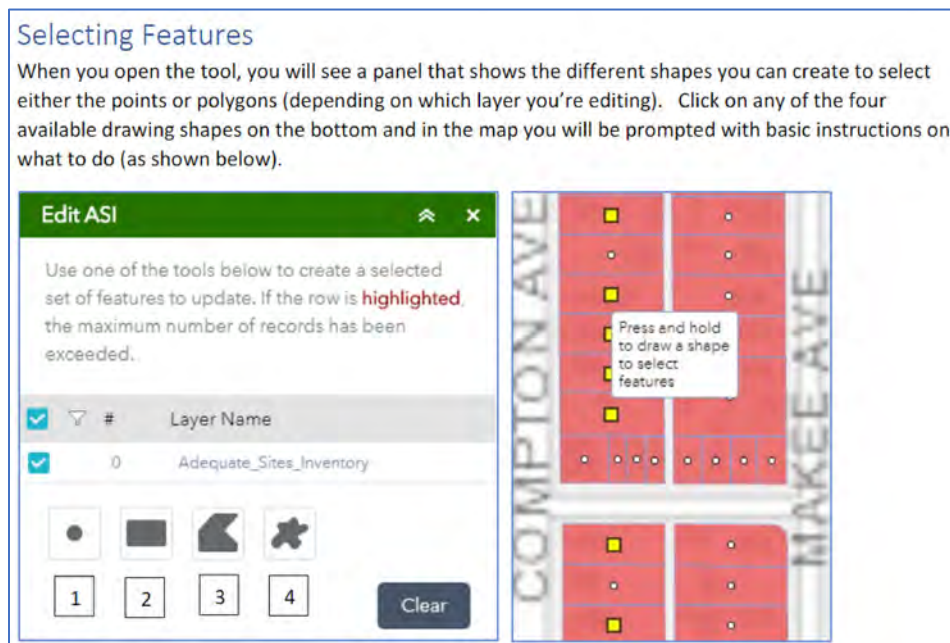 Selecting Features
When you open the tool, you will see a panel that shows the different shapes you can create to select
either the points or polygons (depending on which layer you're editing).   Click on any of the four
available drawing shapes on the bottom and in the map you will be prompted with basic instructions on
what to do (as shown below).
Edit ASI
Use one of the tools below to create a selected
set of features to update. If the row is highlighted,
the maximum number of records has been
exceeded.
# Layer Name
0 Adequate_Sites_Inventory
1 2 3 4
Clear
COMPTION AVE
Press and hold
to draw a shape
to select
features
MAKEE AVE